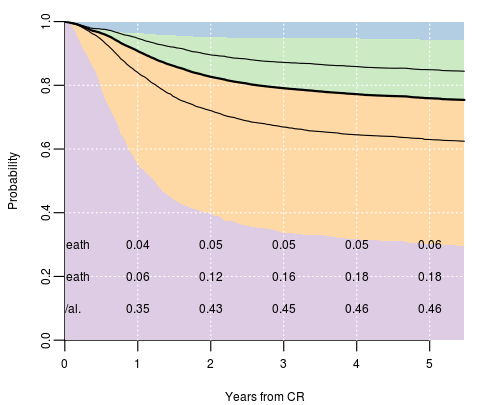 1.0
0.8
0.6
0.4
0.2
0.0
Probability
eath 0.04 0.05 0.05 0.05 0.06
eath 0.06 0.12 0.16 0.18 0.18
/al. 0.35 0.43 0.45 0.46 0.46
0 1 2 3 4 5
Years from CR